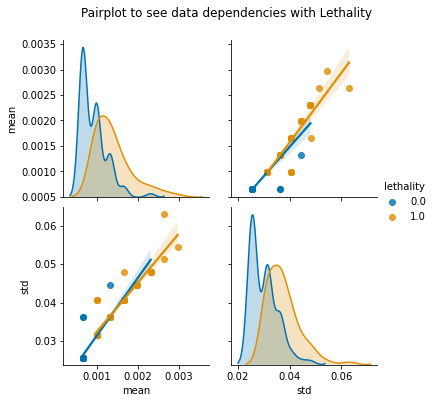 Pairplot to see data dependencies with Lethality
0.0035
0.0030
0.0025
0.0020
0.0015
0.0010
0.0005
mean
lethality
0.0
1.0
0.06
0.05
0.04
0.03
std
0.001 0.002 0.003
mean
0.02 0.04 0.06
std